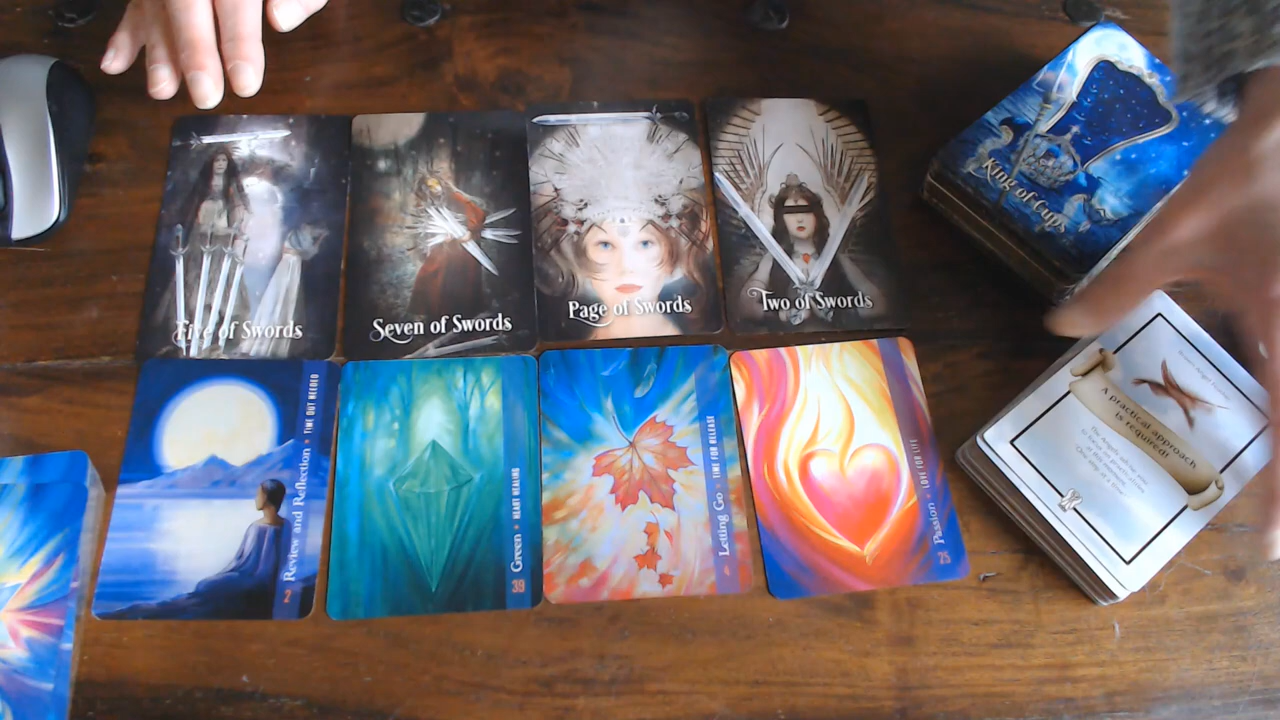 Five of Swords
Seven of Swords
Page of Swords
Two of Swords
King of Cups
2 Review and Reflection • TIME OUT NEEDED
39 Green • HEART HEALING
4 Letting Go • TIME FOR RELEASE
25 Passion • LOVE FOR LIFE
A practical approach
is required!